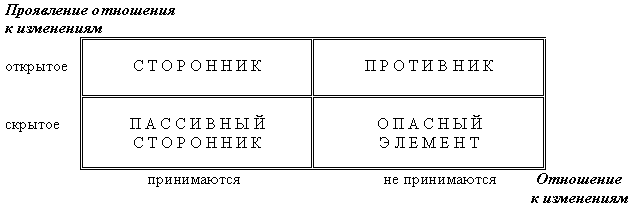 Проявление отношения
к изменениям
открытое СТОРОННИК ПРОТИВНИК
скрытое ПАССИВНЫЙ ОПАСНЫЙ
СТОРОННИК ЭЛЕМЕНТ
принимаются не принимаются Отношение
к изменениям